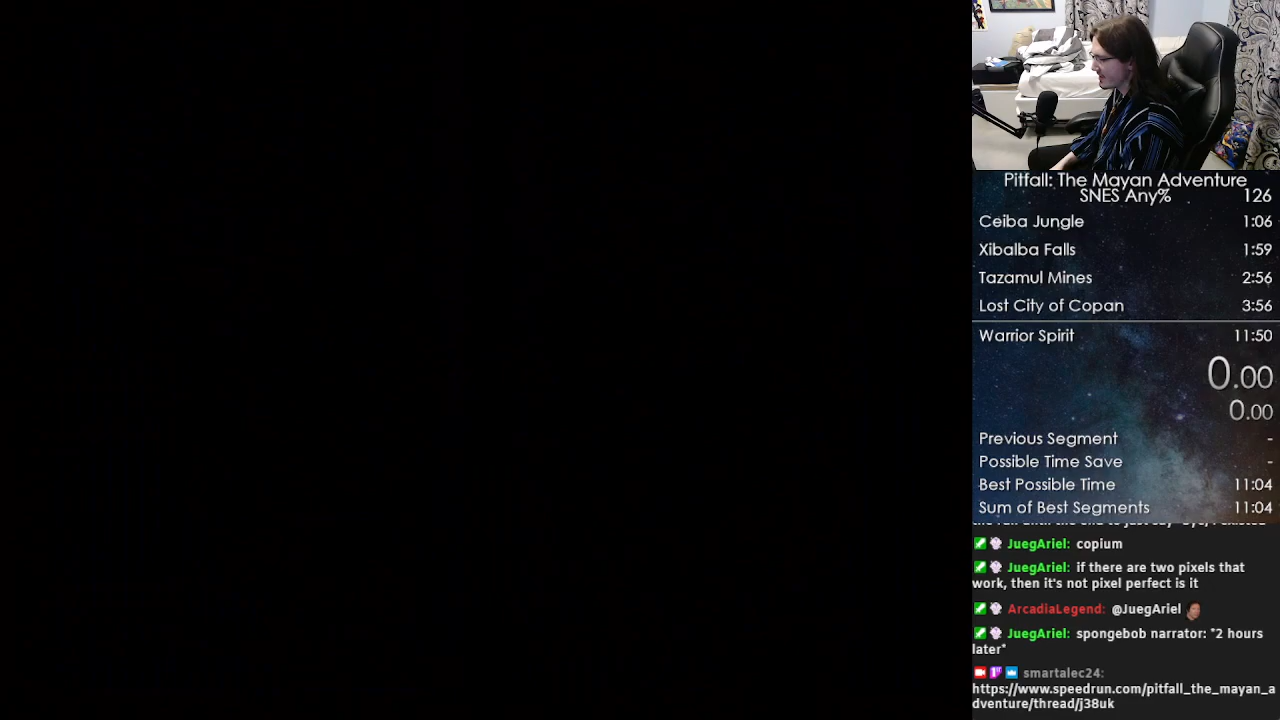 Pitfall: The Mayan Adventure
SNES Any% 126
Ceiba Jungle 1:06
Xibalba Falls 1:59
Tazamul Mines 2:56
Lost City of Copan 3:56
Warrior Spirit 11:50
0.00
0.00
Previous Segment -
Possible Time Save -
Best Possible Time 11:04
Sum of Best Segments 11:04
JuegAriel: copium
JuegAriel: if there are two pixels that
work, then it's not pixel perfect is it
ArcadiaLegend: @JuegAriel
JuegAriel: spongebob narrator: *2 hours
later*
smartalec24:
https://www.speedrun.com/pitfall_the_mayan_a
dventure/thread/j38uk